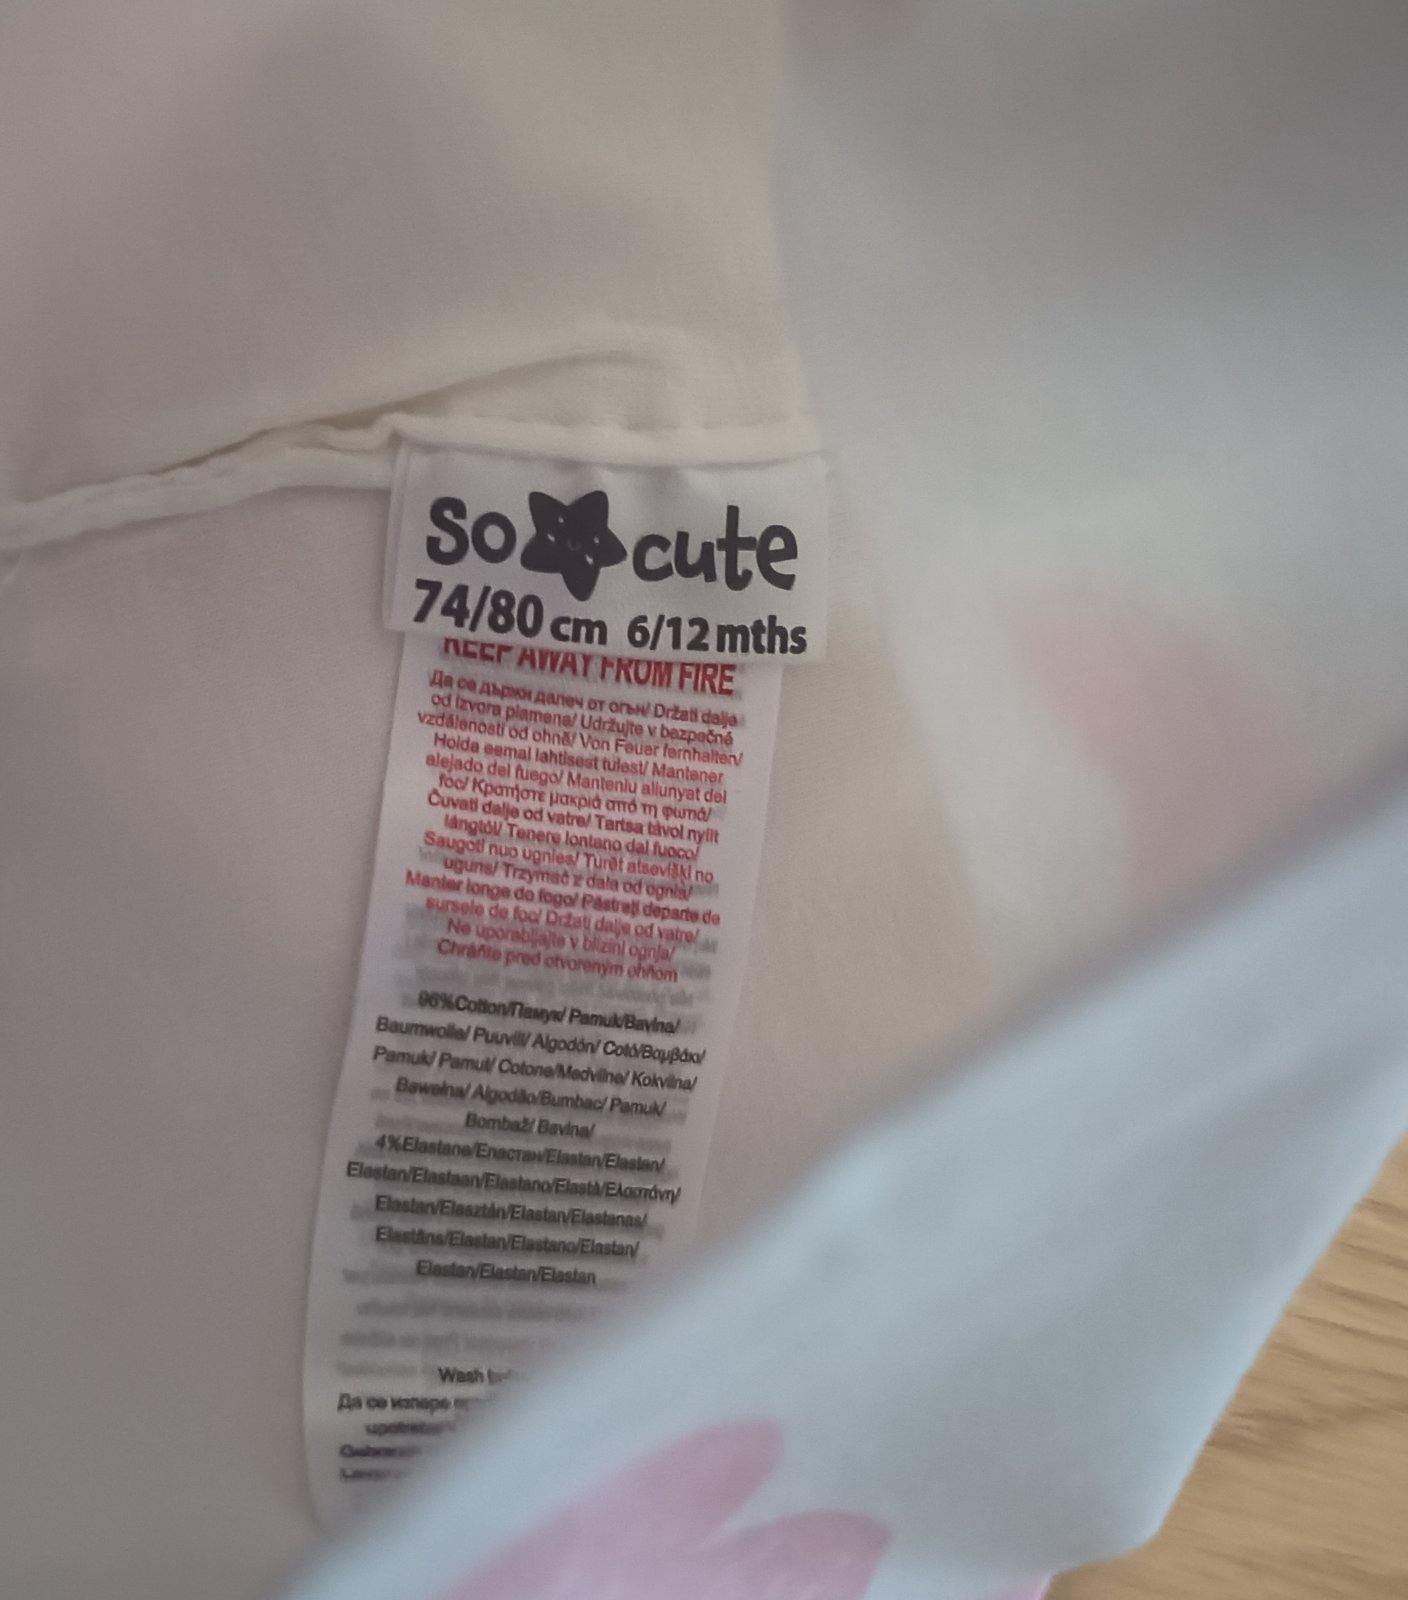 so cute
74/80 cm 6/12 mths
KEEP AWAY FROM FIRE
Да се държи далеч от огън/ Držati dalje
od izvora plamena/ Udržujte v bezpečné
vzdálenosti od ohně/ Von Feuer fernhalten/
Hoida eemal lahtisest tulest/ Mantener
alejado del fuego/ Manteniu allunyat del
foc/ Κρατήστε μακριά από τη φωτιά/
Čuvati dalje od vatre/ Tartsa távol nyílt
lángtól/ Tenere lontano dal fuoco/
Saugoti nuo ugnies/ Turēt atsevišķi no
uguns/ Trzymać z dala od ognia/
Manter longe do fogo/ Păstraţi departe de
sursele de foc/ Držati dalje od vatre/
Ne uporabljajte v bližini ognja/
Chráňte pred otvoreným ohňom
96%Cotton/Памук/ Pamuk/Bavlna/
Baumwolle/ Puuvill/ Algodón/ Cotó/Βαμβάκι/
Pamuk/ Pamut/ Cotone/Medvilnė/ Kokvilna/
Bawełna/ Algodão/Bumbac/ Pamuk/
Bombaž/ Bavlna/
4%Elastane/Еластан/Elastan/Elastan/
Elastan/Elastaan/Elastano/Elastà/Ελαστάνη/
Elastan/Elasztán/Elastan/Elastanas/
Elastāns/Elastan/Elastano/Elastan/
Elastan/Elastan/Elastan
Wash
Да се изпере